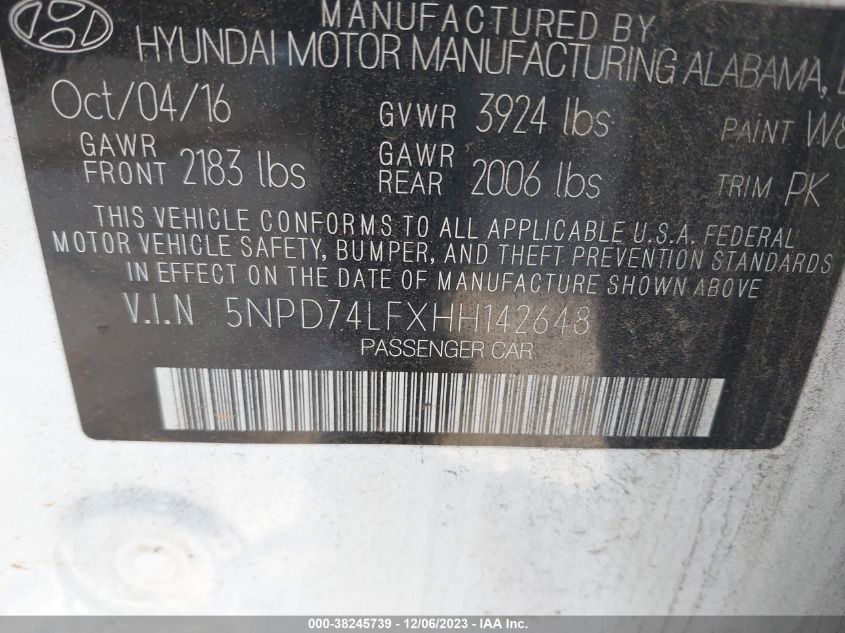 MANUFACTURED BY
HYUNDAI MOTOR MANUFACTURING ALABAMA,
Oct/04/16 GVWR 3924 lbs PAINT W8
GAWR FRONT 2183 lbs GAWR REAR 2006 lbs TRIM PK
THIS VEHICLE CONFORMS TO ALL APPLICABLE U.S.A. FEDERAL
MOTOR VEHICLE SAFETY, BUMPER, AND THEFT PREVENTION STANDARDS
IN EFFECT ON THE DATE OF MANUFACTURE SHOWN ABOVE
V.I.N 5NPD74LFXHH142648
PASSENGER CAR
000-38245739 - 12/06/2023 - IAA Inc.